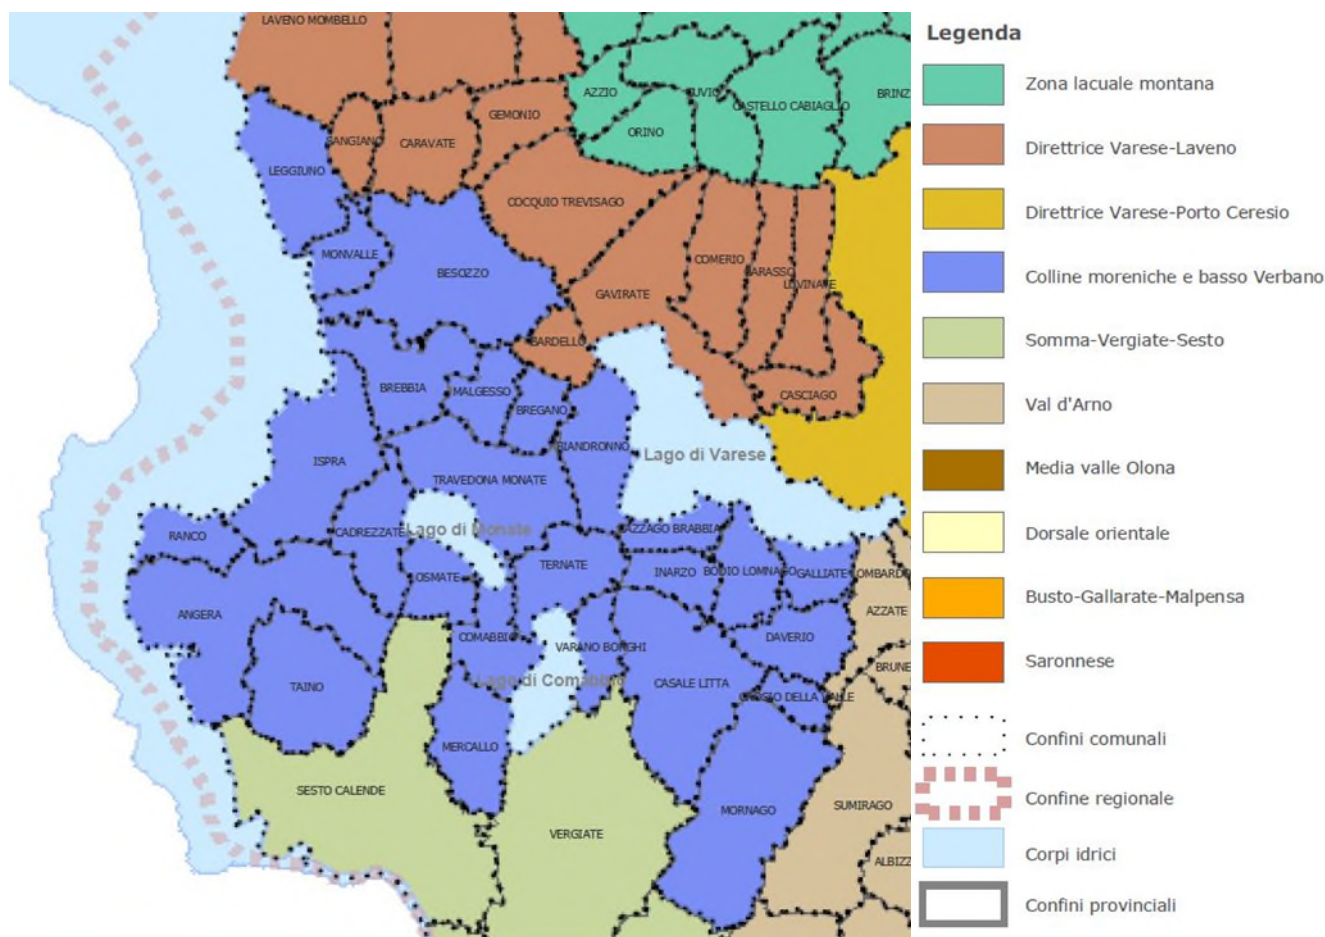 LAVENO MOMBELLO
AZZIO
CUVIO
CASTELLO CABIAGLIO
BRINZ
GEMONIO
ORINO
SANGIANO
CARAVATE
LEGGIUNO
COCQUIO TREVISAGO
MONVALLE
BESOZZO
COMERIO
BARASSO
LUVINATE
GAVIRATE
BARDELLO
BREBBIA
MALGESSO
BREGANO
CASCIAGO
BIANDRONNO
Lago di Varese
ISPRA
TRAVEDONA MONATE
RANCO
CADREZZATE
Lago di Monate
CAZZAGO BRABBIA
TERNATE
OSMATE
INARZO
BODIO LOMNAGO
GALLIATE
LOMBARDO
ANGERA
AZZATE
COMABBIO
VARANO BORGHI
DAVERIO
BRUNE
TAINO
Lago di Comabbio
CASALE LITTA
CROSIO DELLA VALLE
MERCALLO
SESTO CALENDE
VERGIATE
MORNAGO
SUMIRAGO
ALBIZZ
Legenda
Zona lacuale montana
Direttrice Varese-Laveno
Direttrice Varese-Porto Ceresio
Colline moreniche e basso Verbano
Somma-Vergiate-Sesto
Val d'Arno
Media valle Olona
Dorsale orientale
Busto-Gallarate-Malpensa
Saronnese
Confini comunali
Confine regionale
Corpi idrici
Confini provinciali